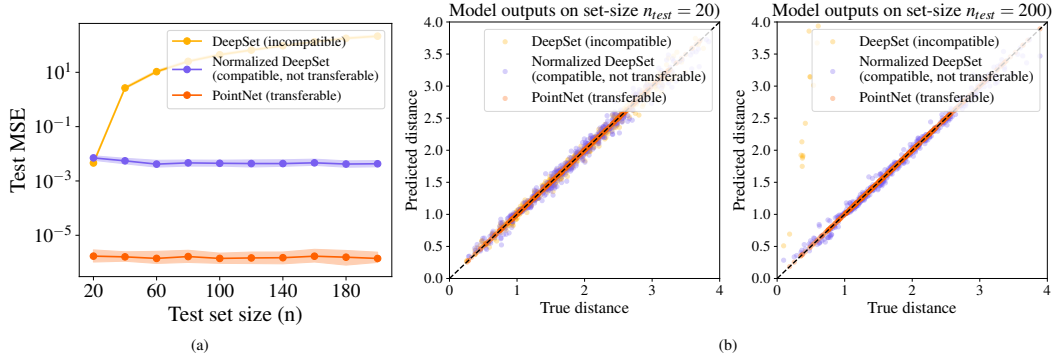 DeepSet (incompatible)
Normalized DeepSet
(compatible, not transferable)
PointNet (transferable)
10¹
10⁻¹
10⁻³
10⁻⁵
Test MSE
20 60 100 140 180
Test set size (n)
(a)
Model outputs on set-size n_test = 20)
DeepSet (incompatible)
Normalized DeepSet
(compatible, not transferable)
PointNet (transferable)
4.0
3.5
3.0
2.5
2.0
1.5
1.0
0.5
0.0
Predicted distance
0 1 2 3 4
True distance
Model outputs on set-size n_test = 200)
DeepSet (incompatible)
Normalized DeepSet
(compatible, not transferable)
PointNet (transferable)
4.0
3.5
3.0
2.5
2.0
1.5
1.0
0.5
0.0
Predicted distance
0 1 2 3 4
True distance
(b)